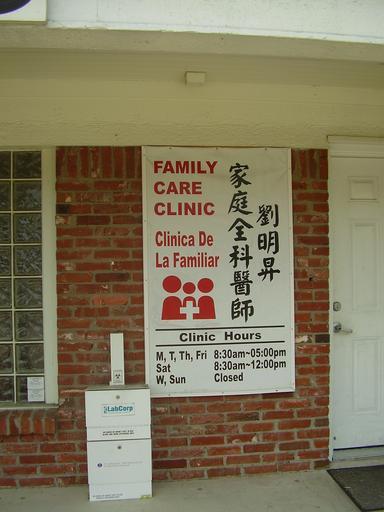 FAMILY
CARE
CLINIC
Clinica De
La Familiar
家庭全科醫師
劉明昇
Clinic Hours
M, T, Th, Fri 8:30am~05:00pm
Sat 8:30am~12:00pm
W, Sun Closed
LabCorp